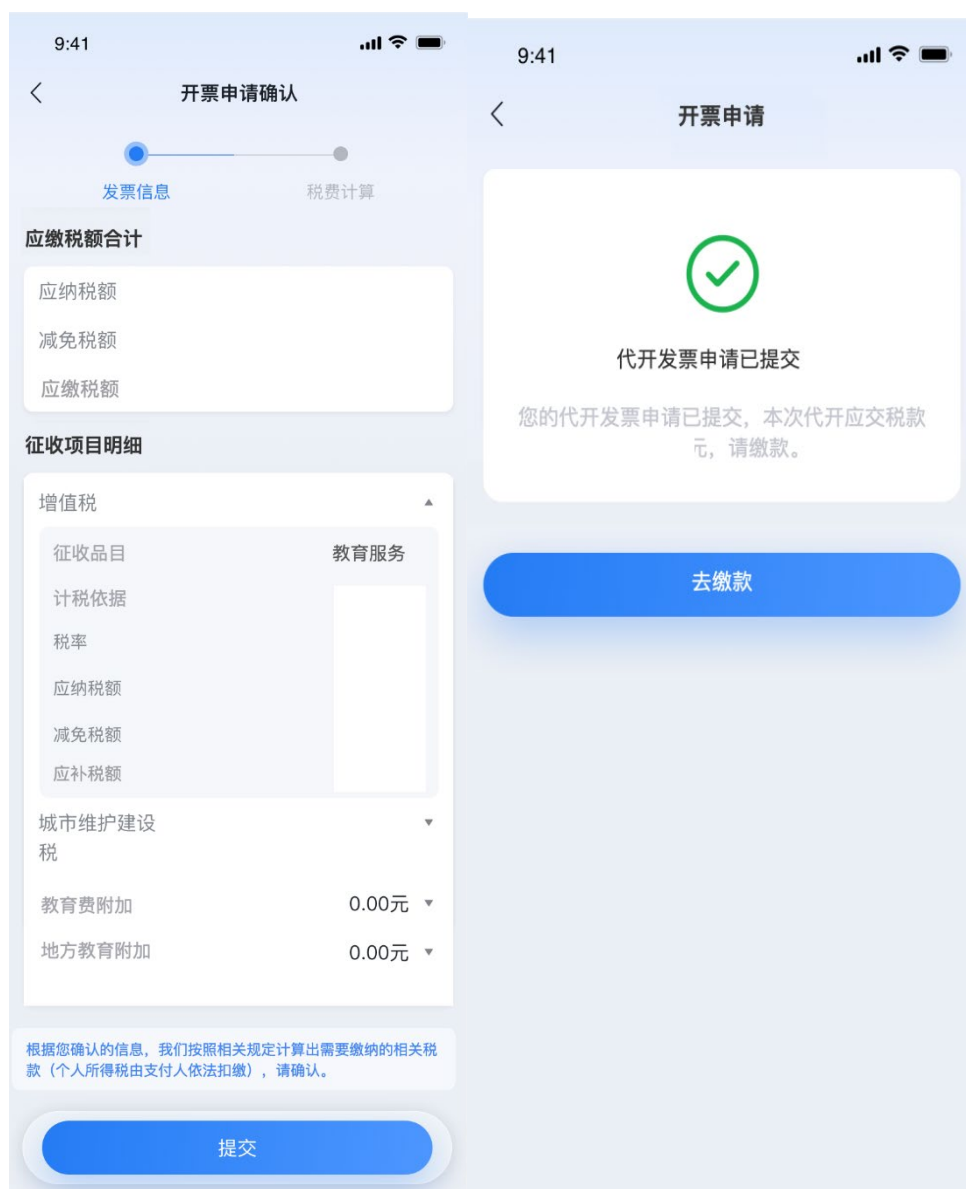 9:41
开票申请确认
发票信息
税费计算
应缴税额合计
应纳税额
减免税额
应缴税额
征收项目明细
增值税
征收品目 教育服务
计税依据
税率
应纳税额
减免税额
应补税额
城市维护建设
税
教育费附加 0.00元
地方教育附加 0.00元
根据您确认的信息，我们按照相关规定计算出需要缴纳的相关税
款（个人所得税由支付人依法扣缴），请确认。
提交
9:41
开票申请
代开发票申请已提交
您的代开发票申请已提交，本次代开应交税款
元，请缴款。
去缴款